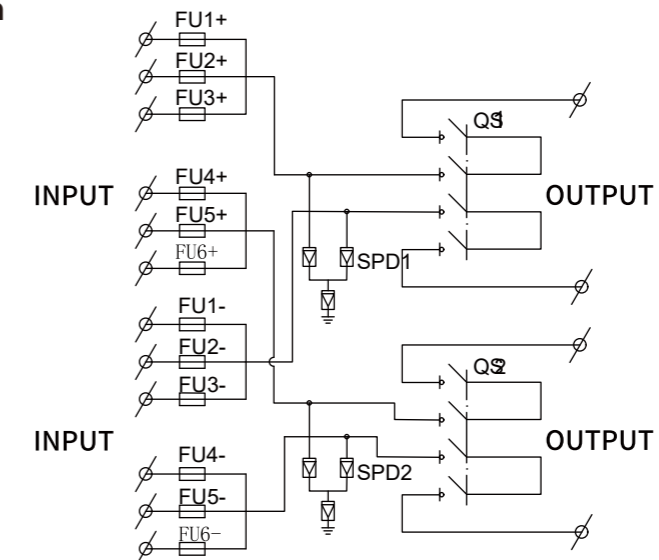 FU1+
FU2+
FU3+
QS1
FU4+
INPUT
OUTPUT
FU5+
FU6+
SPD1
FU1-
FU2-
QS2
FU3-
INPUT
OUTPUT
FU4-
SPD2
FU5-
FU6-